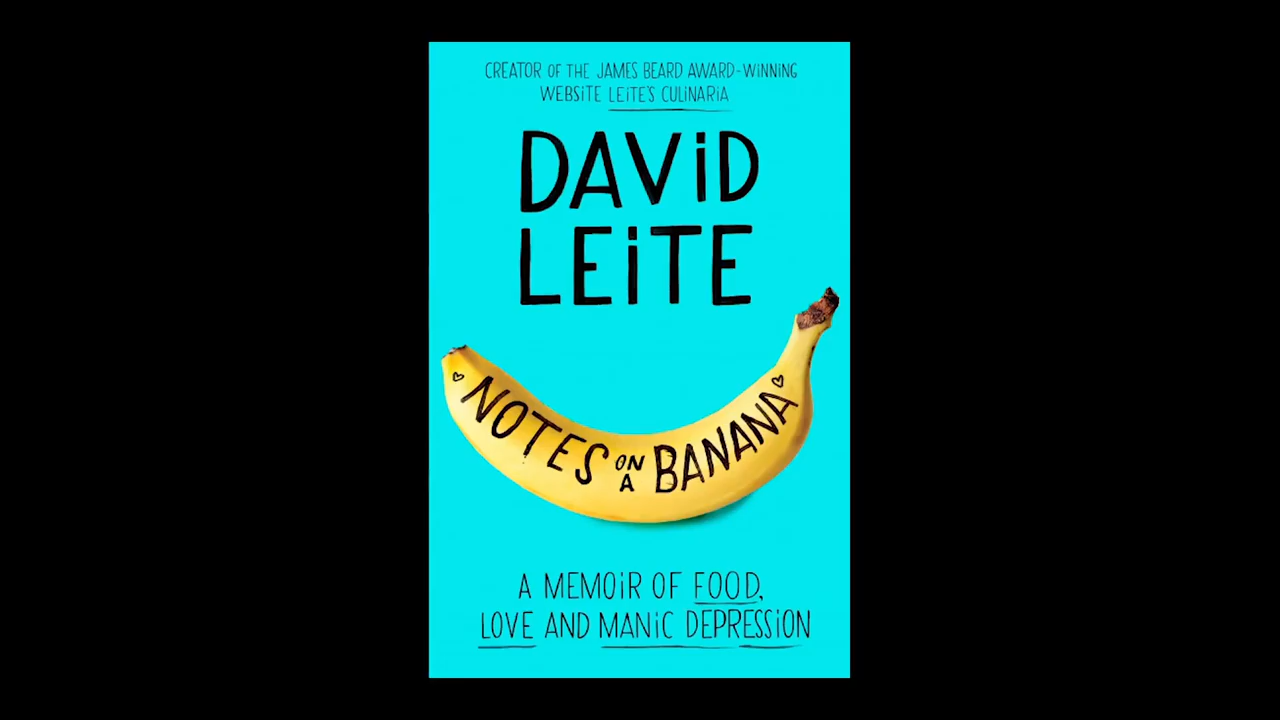 CREATOR OF THE JAMES BEARD AWARD-WiNNiNG
WEBSiTE LEiTE'S CULiNARiA
DAViD
LEiTE
NOTES ON A BANANA
A MEMOiR OF FOOD,
LOVE AND MANiC DEPRESSiON